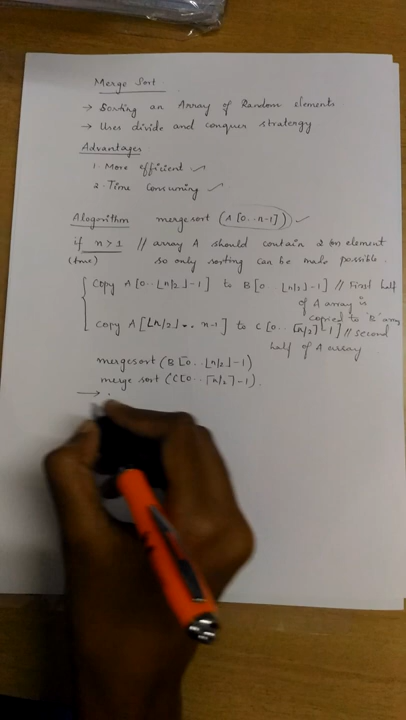 Merge Sort
→ Sorting an Array of Random elements
→ Uses divide and conquer stratergy
Advantages
1. More efficient ✓
2. Time Consuming ✓
Alogorithm mergesort (A[0..n-1]) ✓
if n>1 // array A should contain 2 or element
(true) so only sorting can be made possible.
Copy A[0..⌊n/2⌋-1] to B[0 ⌊n/2⌋-1] // First half
of A array is
copied to 'B' array
Copy A[⌊n/2⌋.. n-1] to C[0..⌈n/2⌉-1] // second
half of A array
mergesort (B[0..⌊n/2⌋-1)
merge sort (C[0..⌈n/2⌉-1).
→